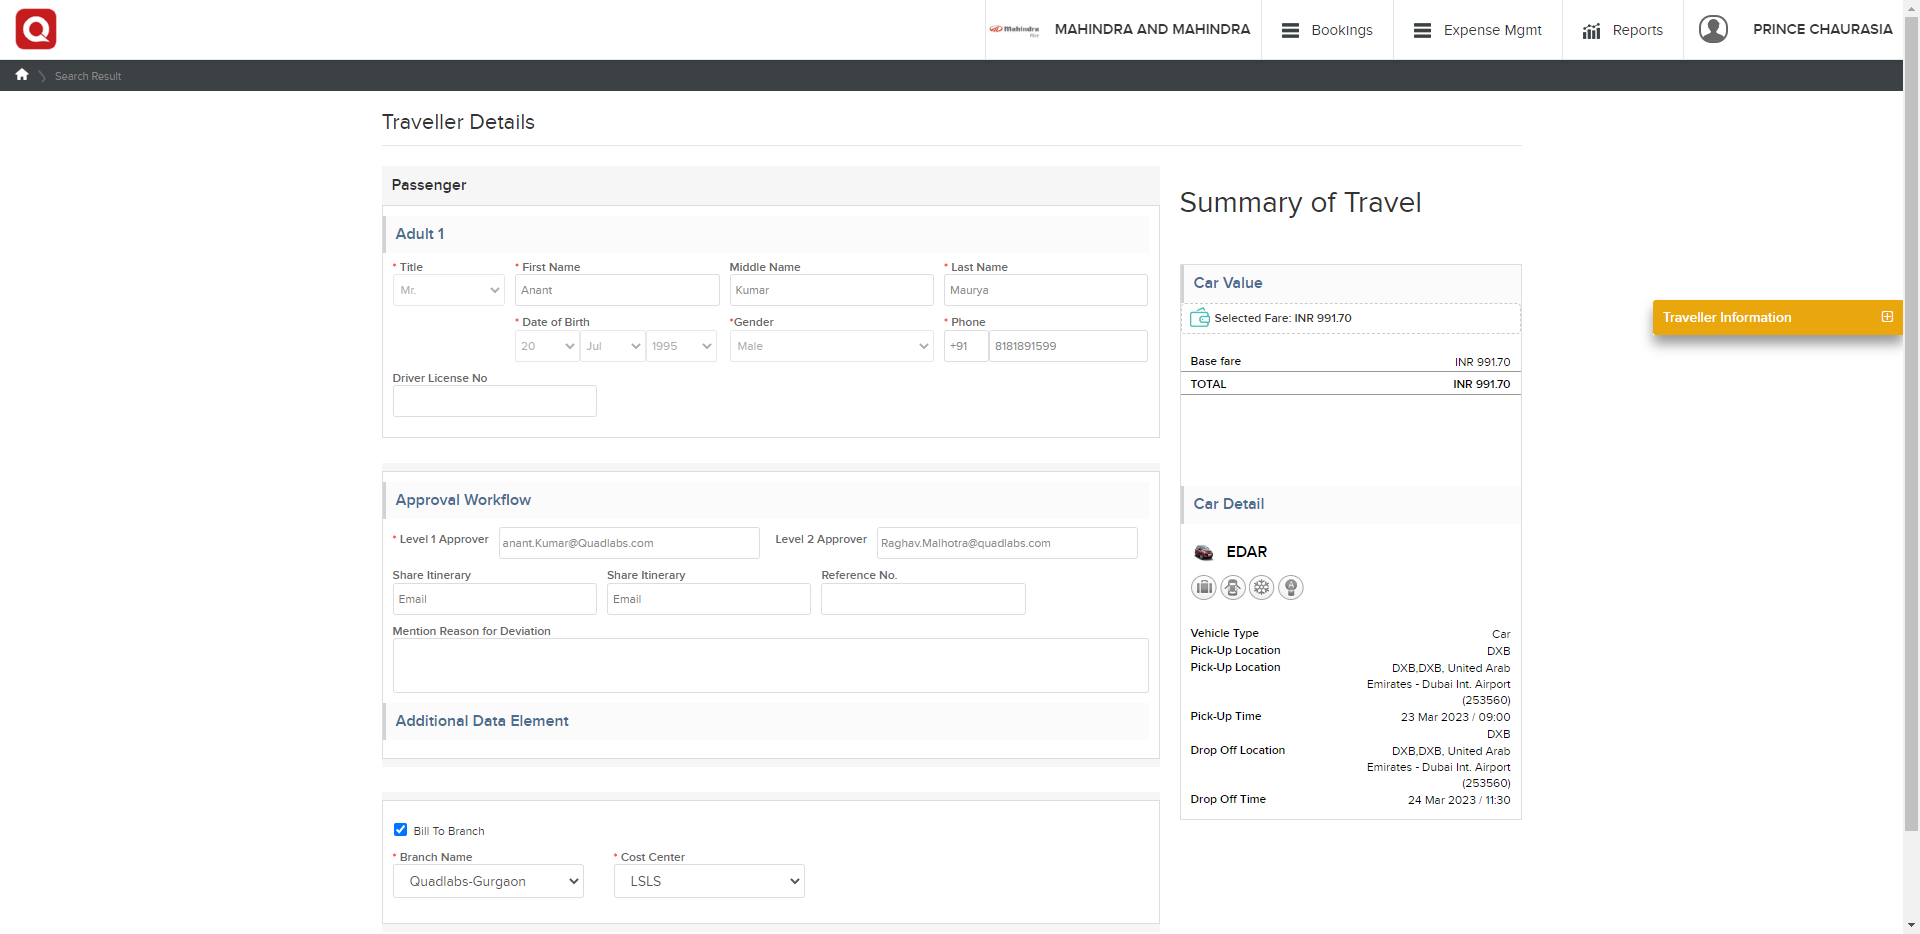 Q
Mahindra MAHINDRA AND MAHINDRA Bookings Expense Mgmt Reports PRINCE CHAURASIA
Search Result
Traveller Details
Passenger
Adult 1
* Title * First Name Middle Name * Last Name
Mr. Anant Kumar Maurya
* Date of Birth *Gender * Phone
20 Jul 1995 Male +91 8181891599
Driver License No
Approval Workflow
* Level 1 Approver anant.Kumar@Quadlabs.com Level 2 Approver Raghav.Malhotra@quadlabs.com
Share Itinerary Share Itinerary Reference No.
Email Email
Mention Reason for Deviation
Additional Data Element
Bill To Branch
* Branch Name * Cost Center
Quadlabs-Gurgaon LSLS
Summary of Travel
Car Value
Selected Fare: INR 991.70
Base fare INR 991.70
TOTAL INR 991.70
Car Detail
EDAR
A
Vehicle Type Car
Pick-Up Location DXB
Pick-Up Location DXB,DXB, United Arab
Emirates - Dubai Int. Airport
(253560)
Pick-Up Time 23 Mar 2023 / 09:00
DXB
Drop Off Location DXB,DXB, United Arab
Emirates - Dubai Int. Airport
(253560)
Drop Off Time 24 Mar 2023 / 11:30
Traveller Information